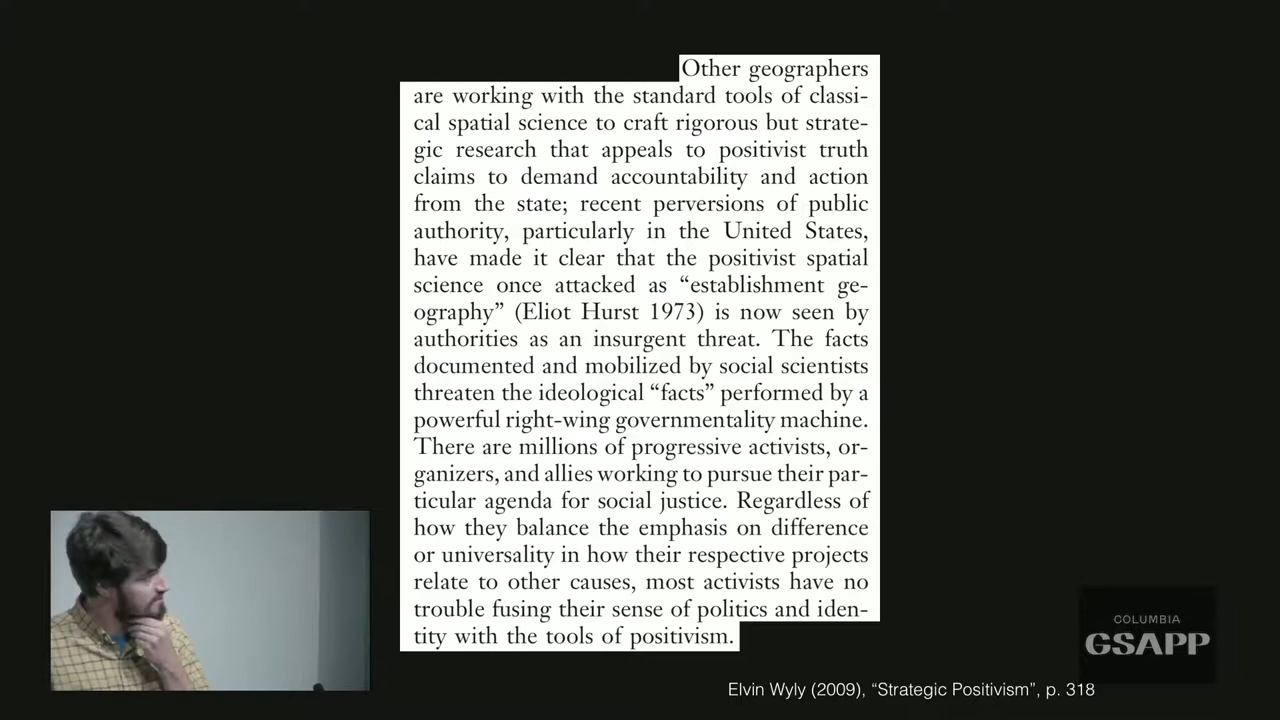 Other geographers
are working with the standard tools of classi-
cal spatial science to craft rigorous but strate-
gic research that appeals to positivist truth
claims to demand accountability and action
from the state; recent perversions of public
authority, particularly in the United States,
have made it clear that the positivist spatial
science once attacked as “establishment ge-
ography” (Eliot Hurst 1973) is now seen by
authorities as an insurgent threat. The facts
documented and mobilized by social scientists
threaten the ideological “facts” performed by a
powerful right-wing governmentality machine.
There are millions of progressive activists, or-
ganizers, and allies working to pursue their par-
ticular agenda for social justice. Regardless of
how they balance the emphasis on difference
or universality in how their respective projects
relate to other causes, most activists have no
trouble fusing their sense of politics and iden-
tity with the tools of positivism.
COLUMBIA
GSAPP
Elvin Wyly (2009), “Strategic Positivism”, p. 318